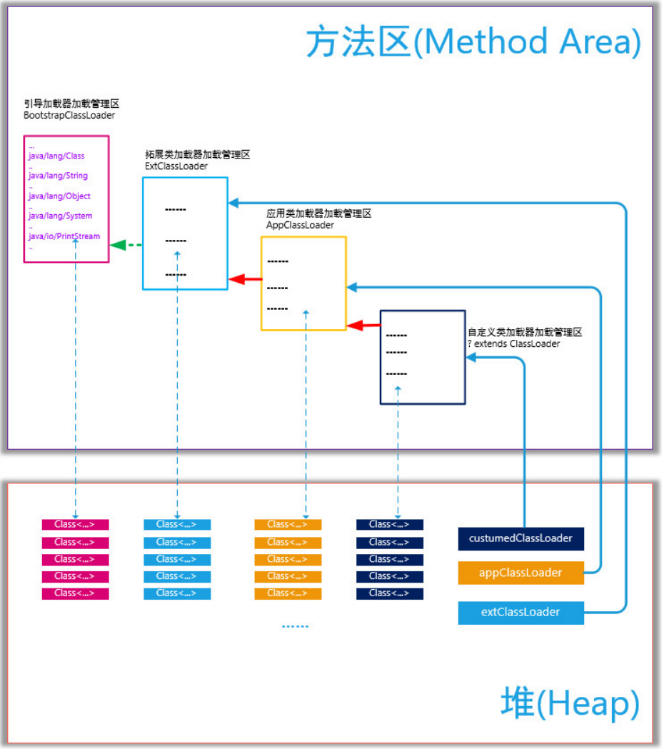 方法区(Method Area)
引导加载器加载管理区
BootstrapClassLoader
...
java/lang/Class
..
java/lang/String
..
java/lang/Object
..
java/lang/System
..
java/io/PrintStream
..
拓展类加载器加载管理区
ExtClassLoader
......
......
......
应用类加载器加载管理区
AppClassLoader
......
......
......
自定义类加载器加载管理区
? extends ClassLoader
......
......
......
Class<...> Class<...> Class<...> Class<...>
Class<...> Class<...> Class<...> Class<...>
Class<...> Class<...> Class<...> Class<...>
Class<...> Class<...> Class<...> Class<...>
Class<...> Class<...> Class<...> Class<...>
......
custumedClassLoader
appClassLoader
extClassLoader
堆(Heap)